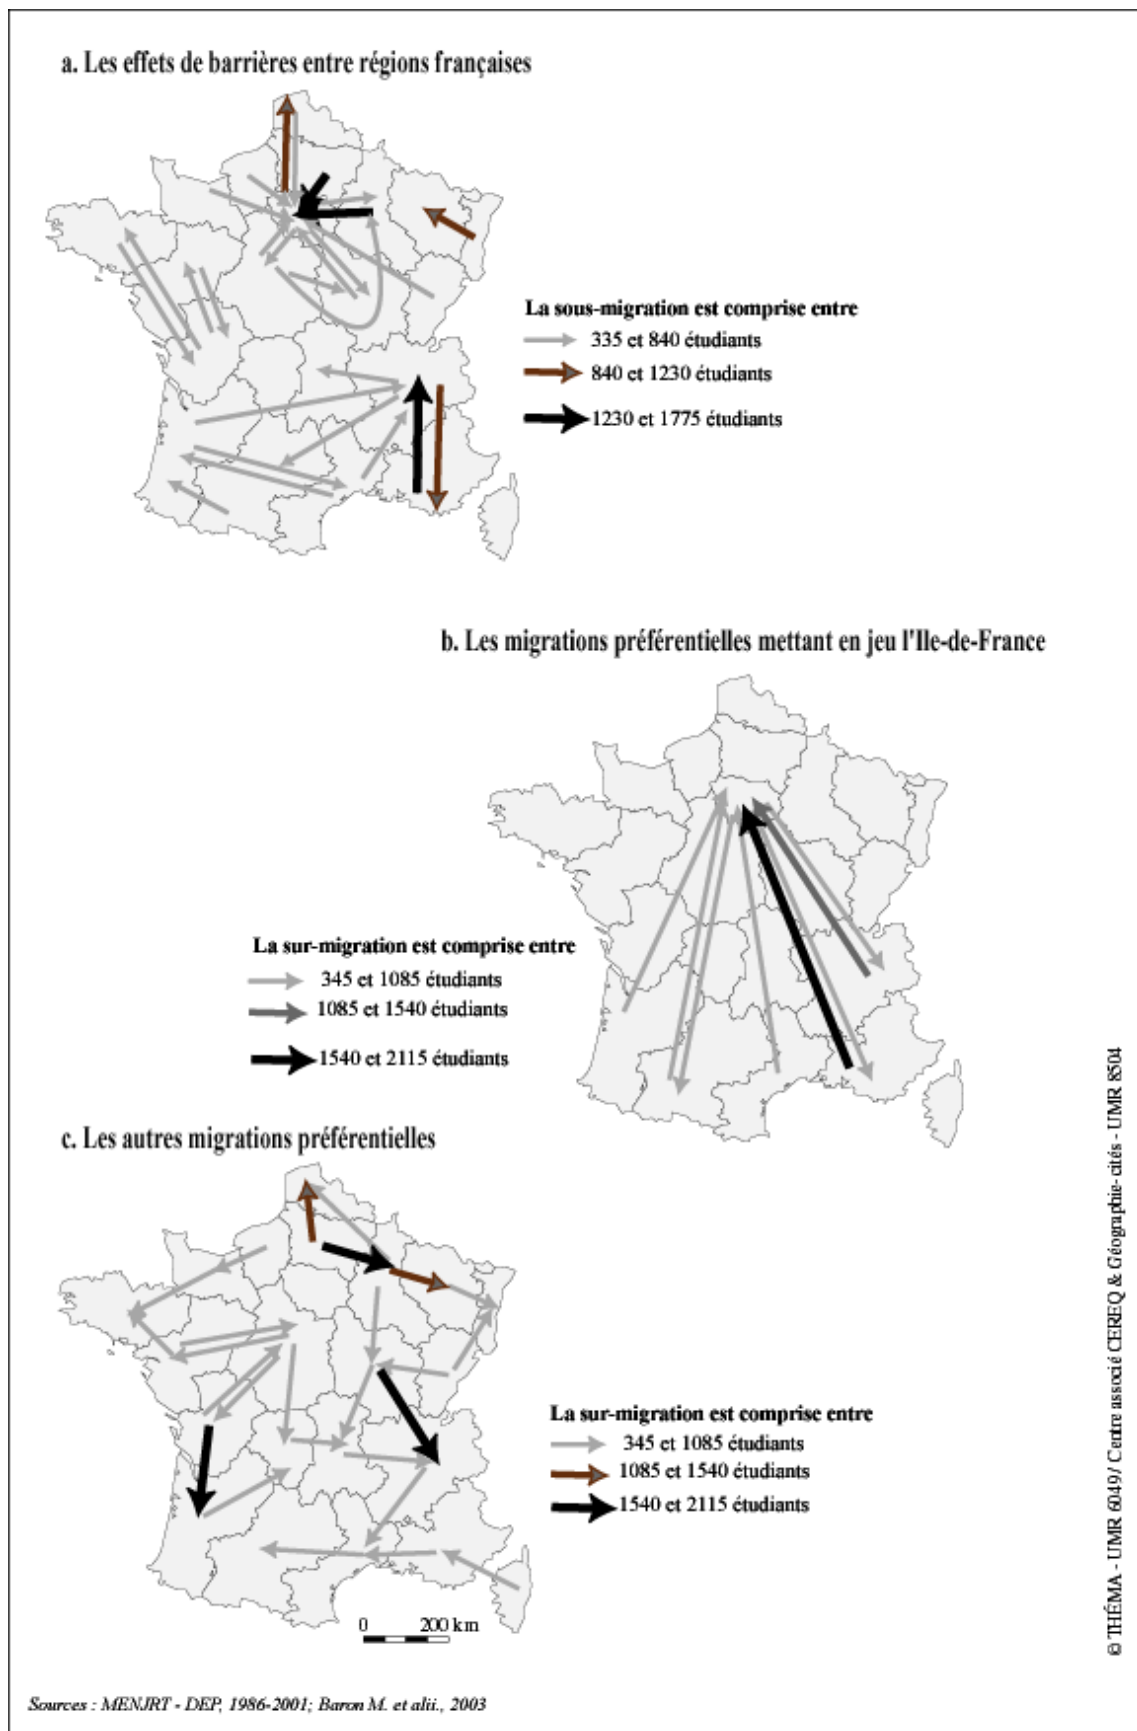 a. Les effets de barrières entre régions françaises
La sous-migration est comprise entre
335 et 840 étudiants
840 et 1230 étudiants
1230 et 1775 étudiants
b. Les migrations préférentielles mettant en jeu l'Ile-de-France
La sur-migration est comprise entre
345 et 1085 étudiants
1085 et 1540 étudiants
1540 et 2115 étudiants
c. Les autres migrations préférentielles
La sur-migration est comprise entre
345 et 1085 étudiants
1085 et 1540 étudiants
1540 et 2115 étudiants
0 200 km
Sources : MENJRT - DEP, 1986-2001; Baron M. et alii., 2003
© THÉMA - UMR 6049 / Centre associé CEREQ & Géographie-cités - UMR 8504